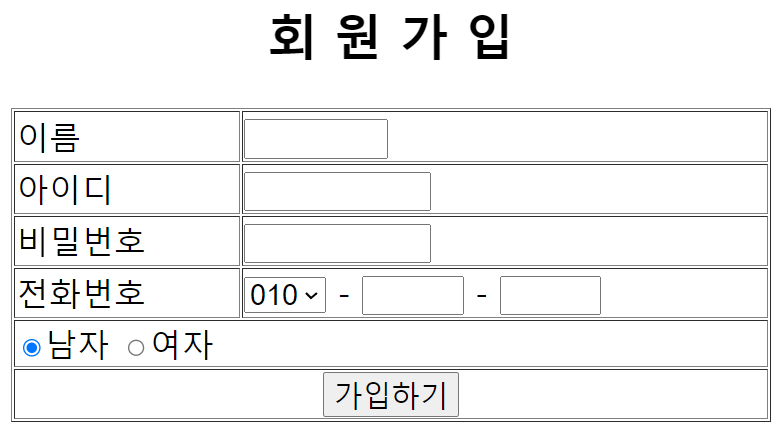 회 원 가 입
이름
아이디
비밀번호
전화번호 010 - -
남자 여자
가입하기